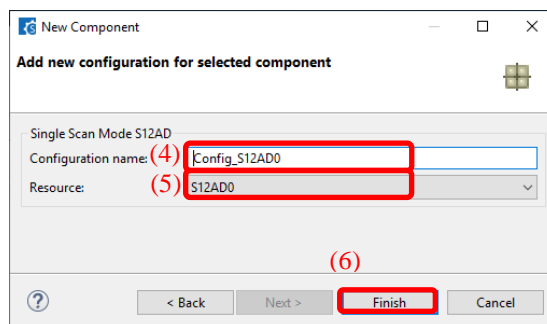 New Component
Add new configuration for selected component
Single Scan Mode S12AD
Configuration name: (4) Config_S12AD0
Resource: (5) S12AD0
(6)
? < Back Next > Finish Cancel